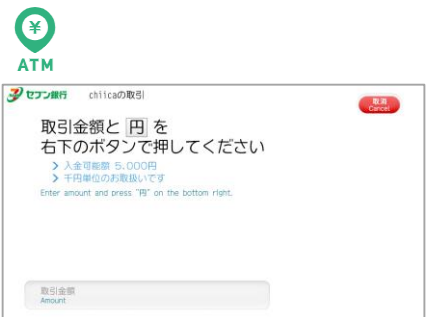 ¥
ATM
セブン銀行 chiicaの取引
取消
Cancel
取引金額と 円 を
右下のボタンで押してください
> 入金可能額 5,000円
> 千円単位のお取扱いです
Enter amount and press "円" on the bottom right.
取引金額
Amount